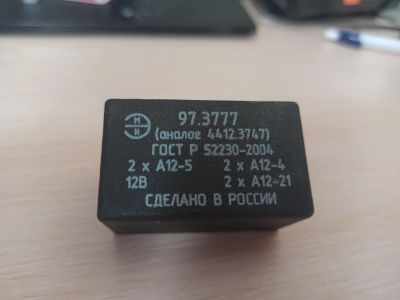 ЭМИ
97.3777
(аналог 4412.3747)
ГОСТ Р 52230-2004
2 х А12-5 2 х А12-4
12В 2 х А12-21
СДЕЛАНО В РОССИИ